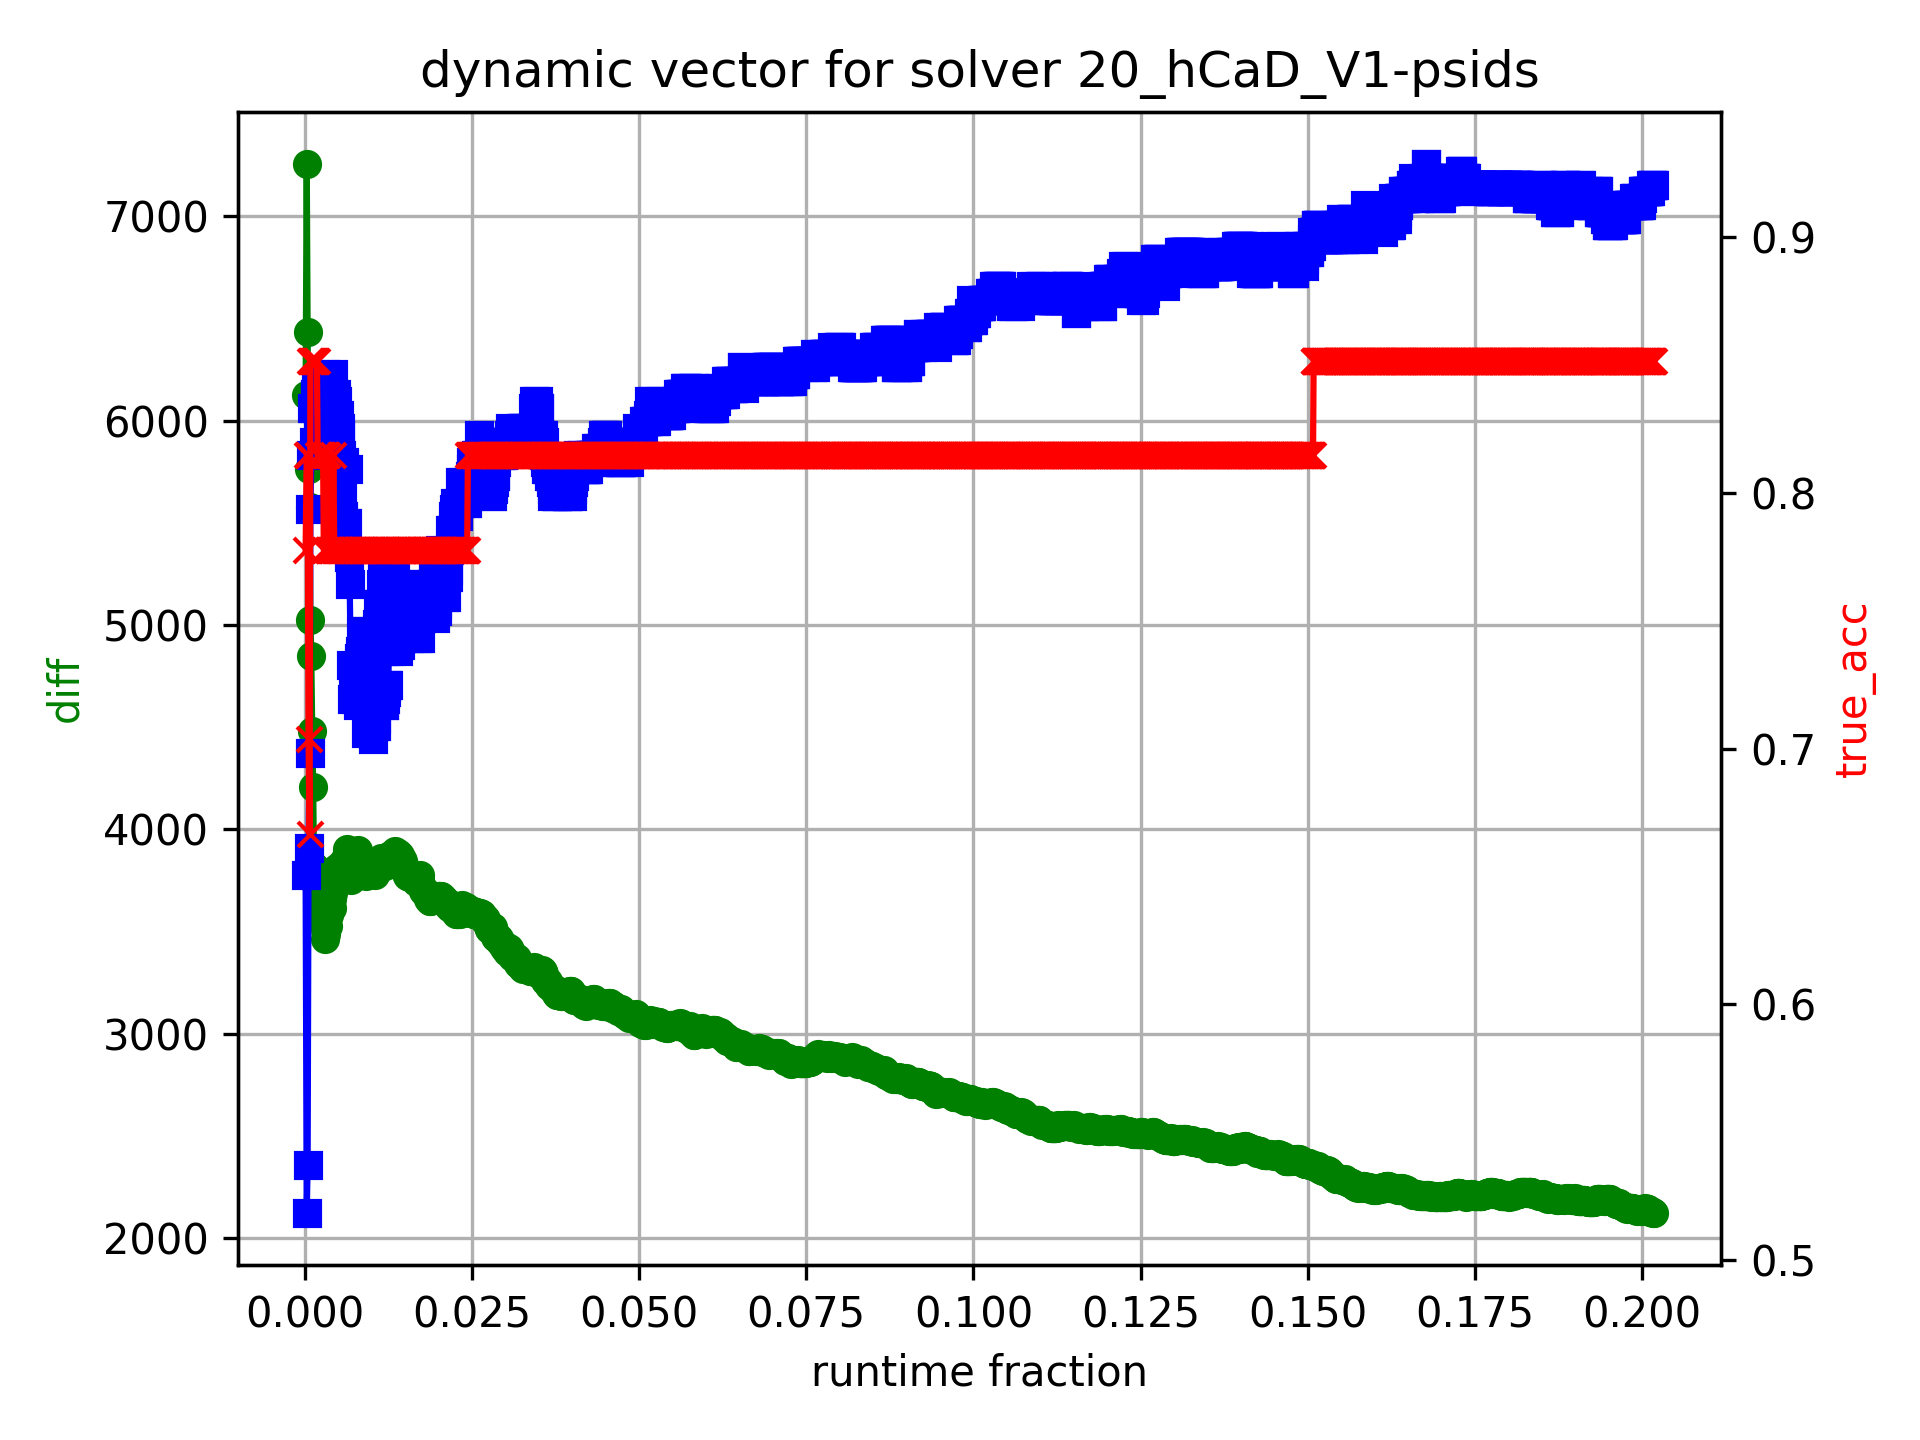 dynamic vector for solver 20_hCaD_V1-psids
7000
6000
5000
4000
3000
2000
diff
0.9
0.8
0.7
0.6
0.5
true_acc
0.000 0.025 0.050 0.075 0.100 0.125 0.150 0.175 0.200
runtime fraction